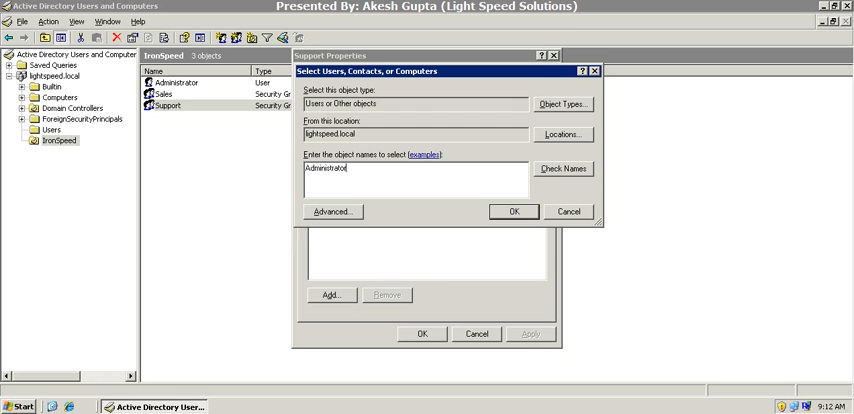 Active Directory Users and Computers
Presented By: Akesh Gupta (Light Speed Solutions)
File Action View Window Help
Active Directory Users and Computer
Saved Queries
lightspeed.local
Builtin
Computers
Domain Controllers
ForeignSecurityPrincipals
Users
IronSpeed
IronSpeed 3 objects
Name Type
Administrator User
Sales Security Gr
Support Security Gr
Support Properties
Select Users, Contacts, or Computers
Select this object type:
Users or Other objects
Object Types...
From this location:
lightspeed.local
Locations...
Enter the object names to select (examples):
Administrator
Check Names
Advanced...
OK
Cancel
Add...
Remove
OK
Cancel
Apply
Start
Active Directory User...
9:12 AM